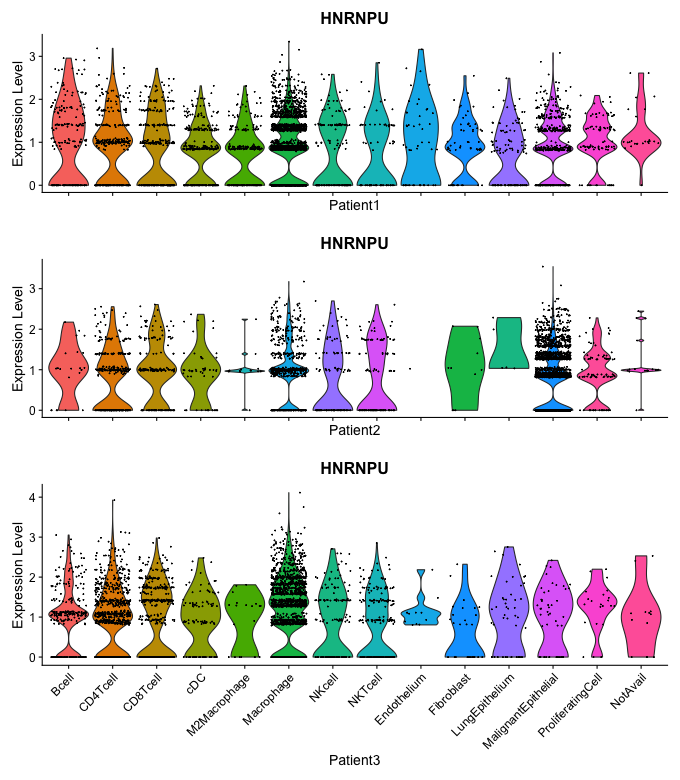 HNRNPU
Expression Level
3
2
1
0
Patient1
HNRNPU
Expression Level
3
2
1
0
Patient2
HNRNPU
Expression Level
4
3
2
1
0
Bcell
CD4Tcell
CD8Tcell
cDC
M2Macrophage
Macrophage
NKcell
NKTcell
Endothelium
Fibroblast
LungEpithelium
MalignantEpithelial
ProliferatingCell
NotAvail
Patient3